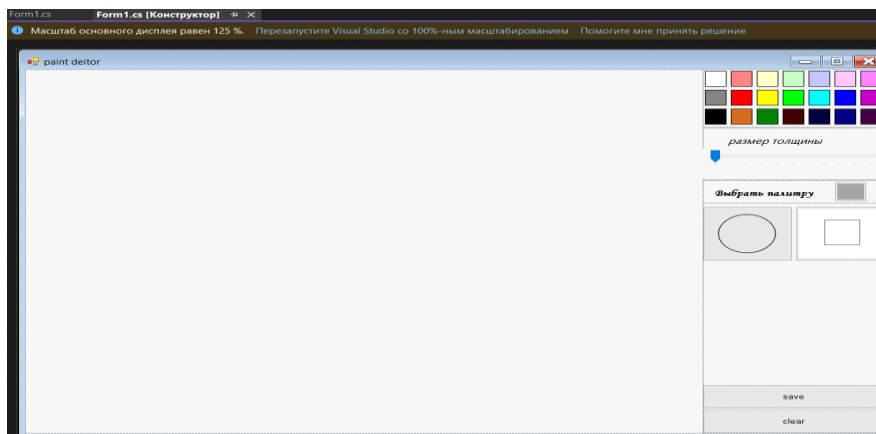 Form1.cs Form1.cs [Конструктор]
Масштаб основного дисплея равен 125 %. Перезапустите Visual Studio со 100%-ным масштабированием Помогите мне принять решение
paint deitor
размер толщины
Выбрать палитру
save
clear